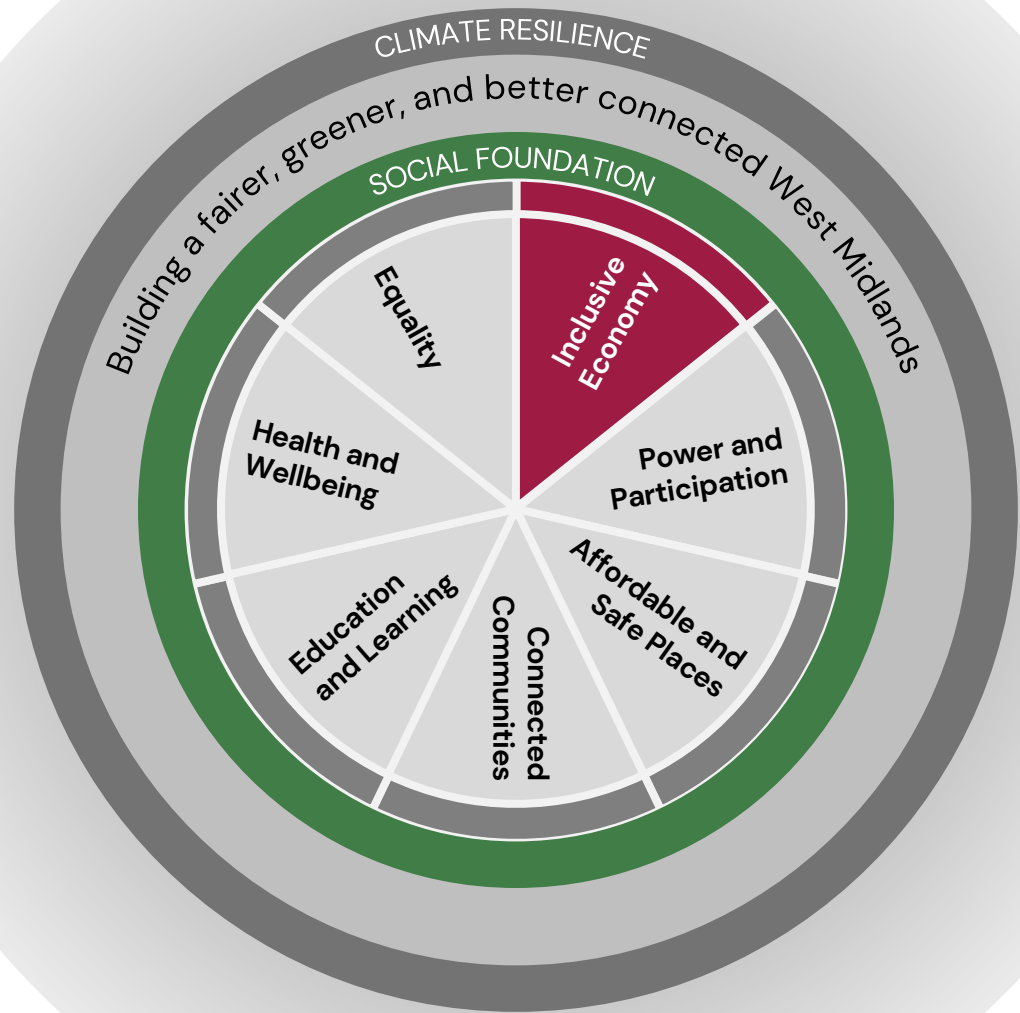 CLIMATE RESILIENCE
Building a fairer, greener, and better connected West Midlands
SOCIAL FOUNDATION
Inclusive
Economy
Power and
Participation
Affordable and
Safe Places
Connected
Communities
Education
and Learning
Health and
Wellbeing
Equality